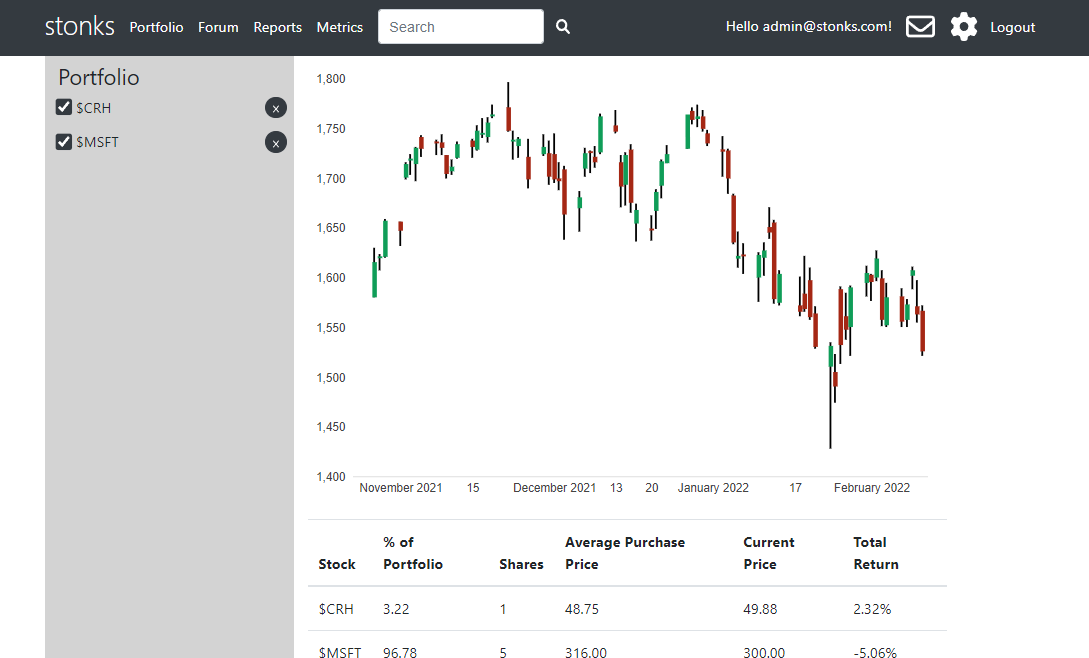 stonks Portfolio Forum Reports Metrics Search Hello admin@stonks.com! Logout
Portfolio
$CRH x
$MSFT x
1,800
1,750
1,700
1,650
1,600
1,550
1,500
1,450
1,400
November 2021 15 December 2021 13 20 January 2022 17 February 2022
% of Average Purchase Current Total
Stock Portfolio Shares Price Price Return
$CRH 3.22 1 48.75 49.88 2.32%
$MSFT 96.78 5 316.00 300.00 -5.06%